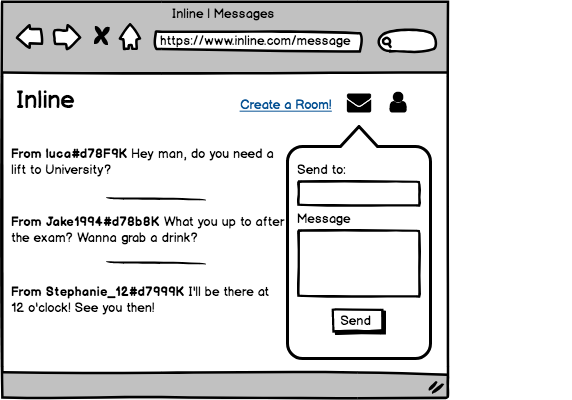 Inline | Messages
https://www.inline.com/message
Inline
Create a Room!
From luca#d78F9K Hey man, do you need a
lift to University?
From Jake1994#d78b8K What you up to after
the exam? Wanna grab a drink?
From Stephanie_12#d7999K I'll be there at
12 o'clock! See you then!
Send to:
Message
Send